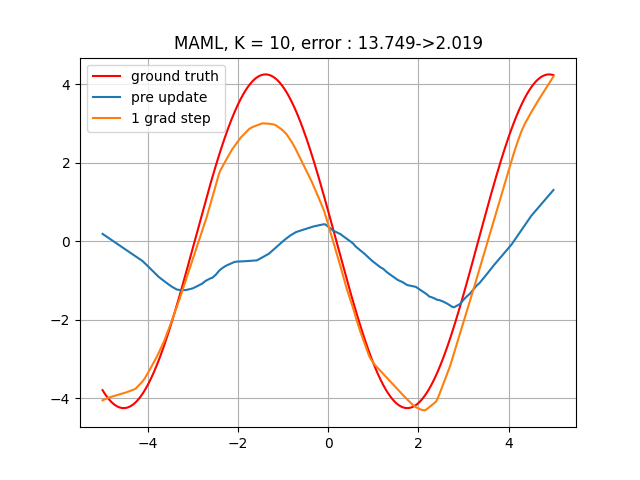 MAML, K = 10, error : 13.749->2.019
ground truth
pre update
1 grad step
4
2
0
−2
−4
−4
−2
0
2
4